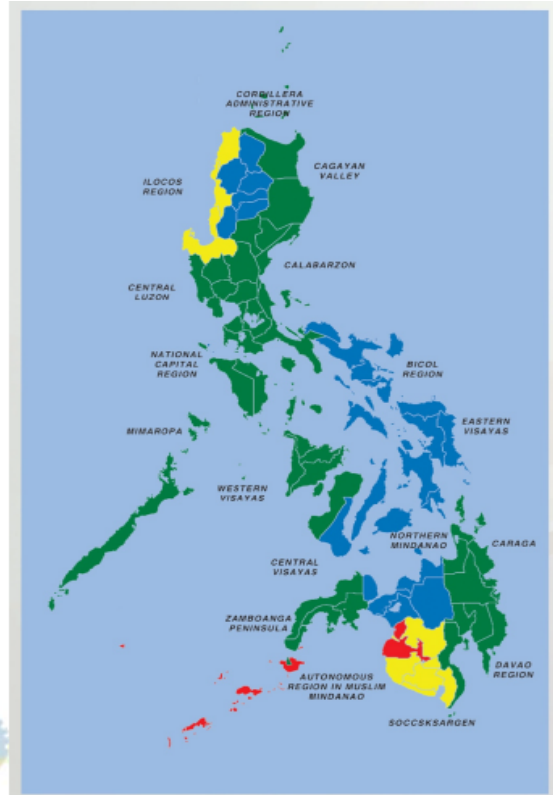 CORDILLERA
ADMINISTRATIVE
REGION
CAGAYAN
VALLEY
ILOCOS
REGION
CALABARZON
CENTRAL
LUZON
NATIONAL
CAPITAL
REGION
BICOL
REGION
EASTERN
VISAYAS
MIMAROPA
WESTERN
VISAYAS
NORTHERN
MINDANAO
CARAGA
CENTRAL
VISAYAS
ZAMBOANGA
PENINSULA
DAVAO
REGION
AUTONOMOUS
REGION IN MUSLIM
MINDANAO
SOCCSKSARGEN